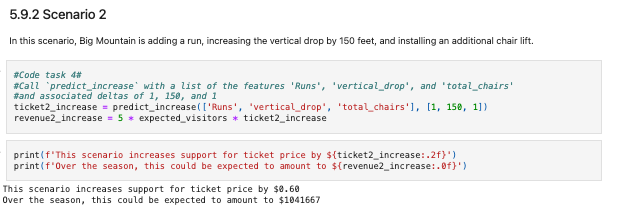 5.9.2 Scenario 2
In this scenario, Big Mountain is adding a run, increasing the vertical drop by 150 feet, and installing an additional chair lift.
#Code task 4#
#Call `predict_increase` with a list of the features 'Runs', 'vertical_drop', and 'total_chairs'
#and associated deltas of 1, 150, and 1
ticket2_increase = predict_increase(['Runs', 'vertical_drop', 'total_chairs'], [1, 150, 1])
revenue2_increase = 5 * expected_visitors * ticket2_increase
print(f'This scenario increases support for ticket price by ${ticket2_increase:.2f}')
print(f'Over the season, this could be expected to amount to ${revenue2_increase:.0f}')
This scenario increases support for ticket price by $0.60
Over the season, this could be expected to amount to $1041667